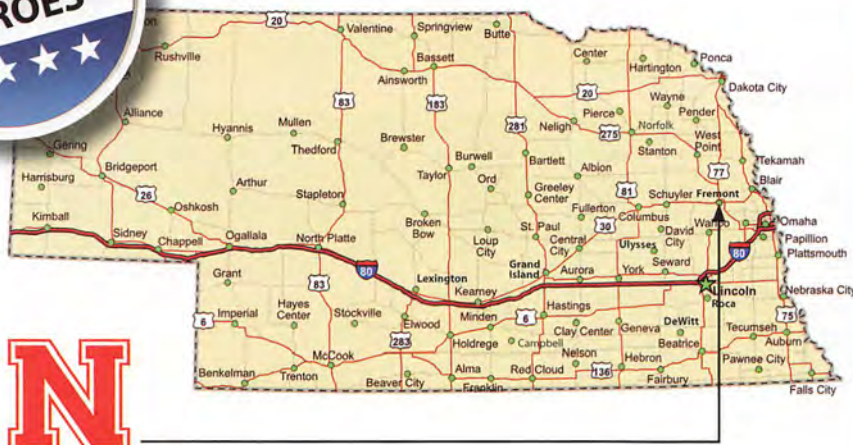 ROES
20
Valentine
Springview
Butte
Rushville
Bassett
Ainsworth
Center
Hartington
Ponca
Dakota City
83
183
20
Wayne
Pierce
Pender
281
Neligh
275
Norfolk
West
Point
Stanton
Alliance
Hyannis
Mullen
Thedford
Brewster
Gering
Bridgeport
Harrisburg
Taylor
Burwell
Bartlett
Albion
77
Tekamah
Blair
Ord
26
Arthur
Oshkosh
Stapleton
Greeley
Center
81
Schuyler
Fremont
Fullerton
Columbus
Broken
Bow
Loup
City
St. Paul
30
Central
City
Ulysses
David
City
Wahoo
Omaha
Papillion
Plattsmouth
Kimball
Sidney
Chappell
Ogallala
North Platte
80
80
Grant
83
Lexington
Kearney
Grand
Island
Aurora
York
Seward
Lincoln
Roca
Nebraska City
6
Imperial
Hayes
Center
Stockville
Elwood
Minden
6
Hastings
Clay Center
Geneva
DeWitt
75
283
Holdrege
Campbell
Beatrice
Tecumseh
Auburn
McCook
Nelson
Hebron
Pawnee City
Benkelman
Trenton
Beaver City
Alma
Franklin
Red Cloud
136
Fairbury
Falls City
N